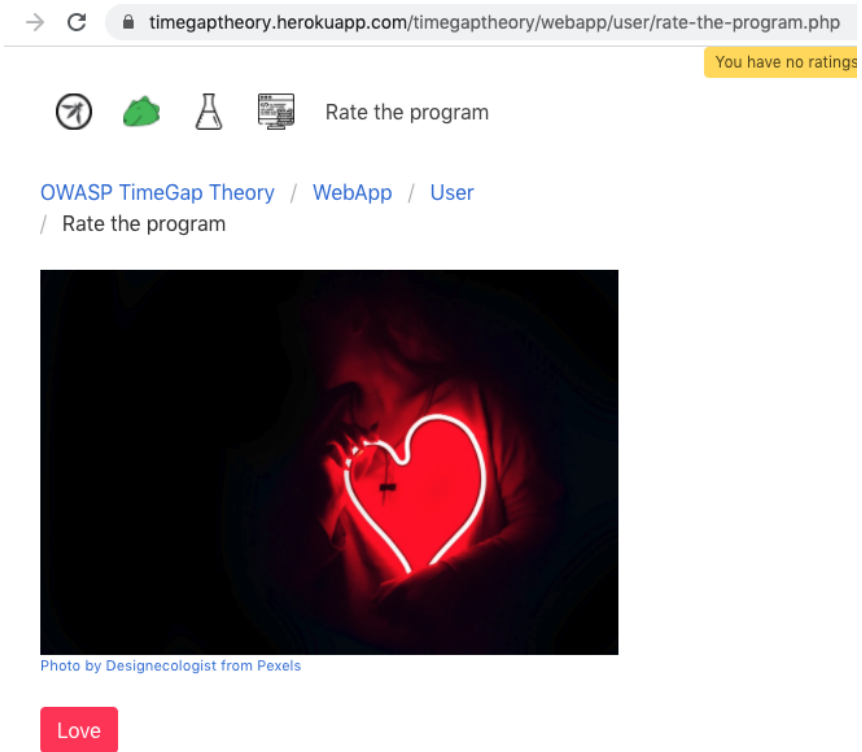 timegaptheory.herokuapp.com/timegaptheory/webapp/user/rate-the-program.php
You have no ratings
Rate the program
OWASP TimeGap Theory / WebApp / User
/ Rate the program
Photo by Designecologist from Pexels
Love